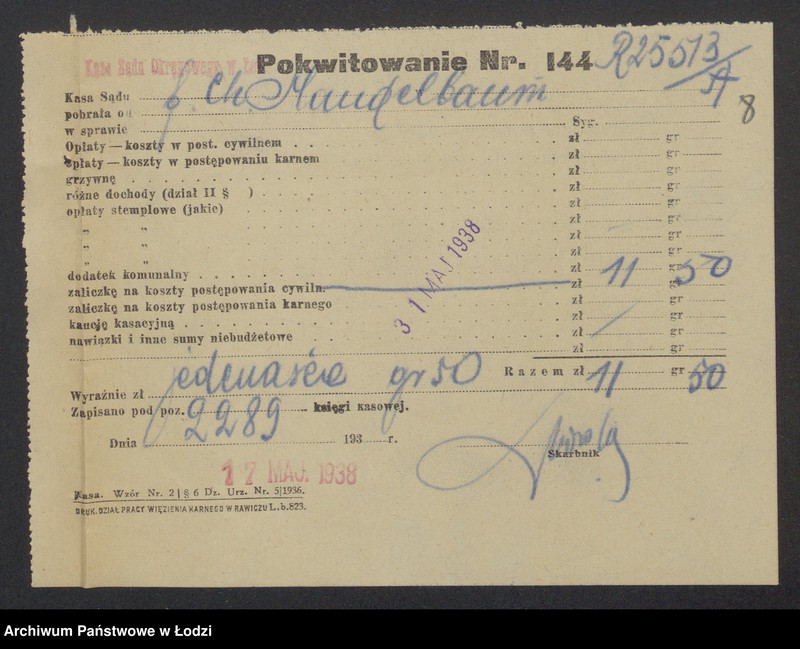 Kasa Sądu Okręgowego w
Pokwitowanie Nr. 144
R 25513/A
8
Kasa Sądu
pobrała od Ch. Mandelbaum
w sprawie Syg.
Opłaty—koszty w post. cywilnem zł gr
opłaty—koszty w postępowaniu karnem zł gr
grzywnę zł gr
różne dochody (dział II § ) zł gr
opłaty stemplowe (jakie) zł gr
„ „ zł gr
„ „ zł gr
„ „ zł gr
dodatek komunalny zł gr
zaliczkę na koszty postępowania cywiln. zł 11 gr 50
zaliczkę na koszty postępowania karnego zł gr
kaucję kasacyjną zł gr
nawiązki i inne sumy niebudżetowe zł gr
zł gr
31 MAJ 1938
Razem zł 11 gr 50
Wyraźnie zł jedenaście gr 50
Zapisano pod poz. 2289 księgi kasowej.
Dnia 193 r.
Skarbnik
17 MAJ. 1938
Kasa. Wzór Nr. 2 | § 6 Dz. Urz. Nr. 5|1936.
DRUK. DZIAŁ PRACY WIĘZIENIA KARNEGO W RAWICZU L. b. 823.
Archiwum Państwowe w Łodzi